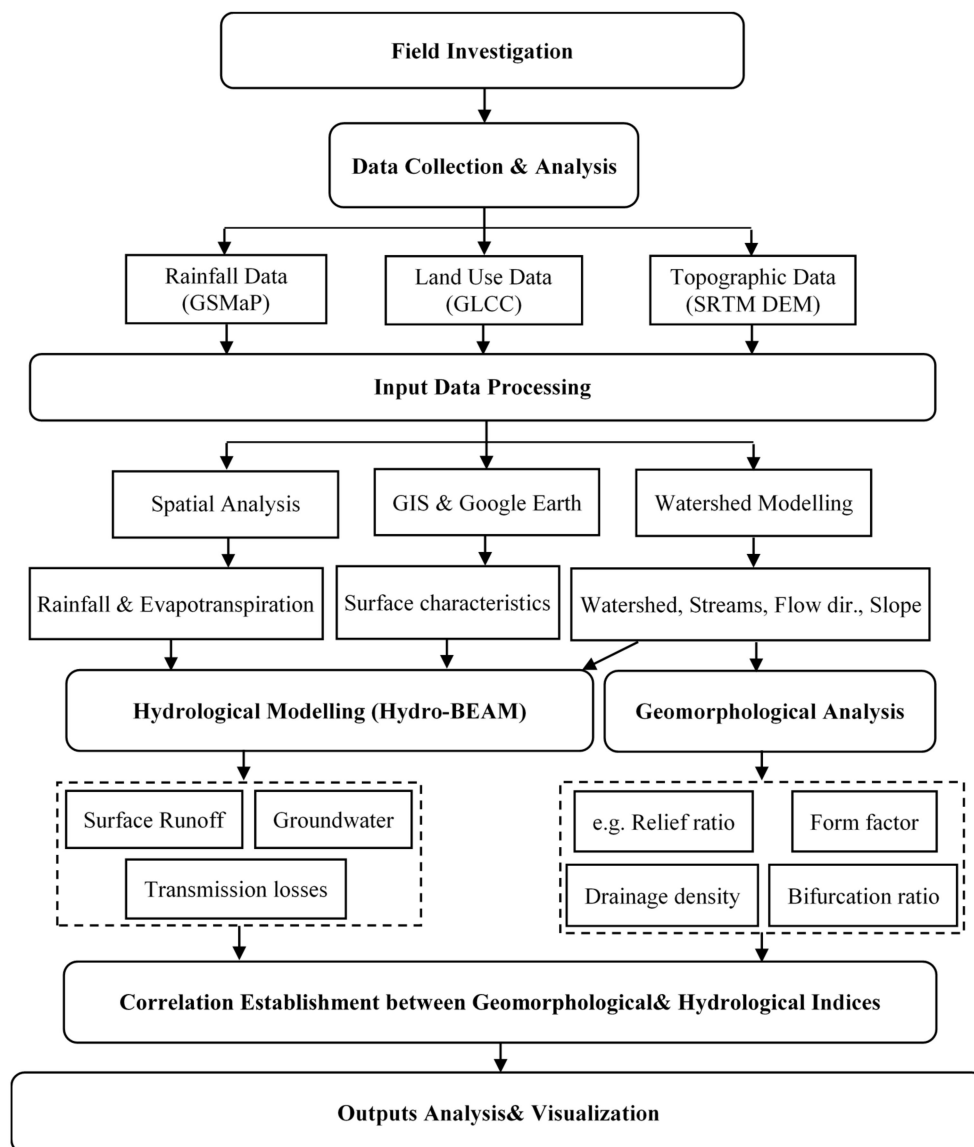 Field Investigation
Data Collection & Analysis
Rainfall Data
(GSMaP)
Land Use Data
(GLCC)
Topographic Data
(SRTM DEM)
Input Data Processing
Spatial Analysis
GIS & Google Earth
Watershed Modelling
Rainfall & Evapotranspiration
Surface characteristics
Watershed, Streams, Flow dir., Slope
Hydrological Modelling (Hydro-BEAM)
Geomorphological Analysis
Surface Runoff
Groundwater
Transmission losses
e.g. Relief ratio
Form factor
Drainage density
Bifurcation ratio
Correlation Establishment between Geomorphological& Hydrological Indices
Outputs Analysis& Visualization